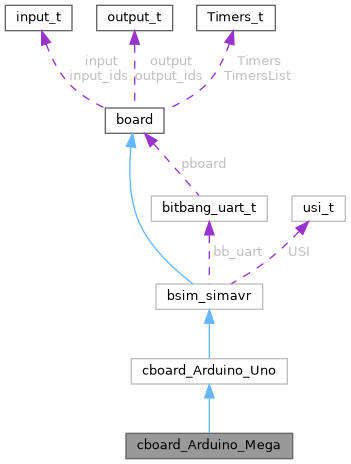 input_t
output_t
Timers_t
input
input_ids
output
output_ids
Timers
TimersList
board
pboard
bitbang_uart_t
usi_t
bb_uart
USI
bsim_simavr
cboard_Arduino_Uno
cboard_Arduino_Mega